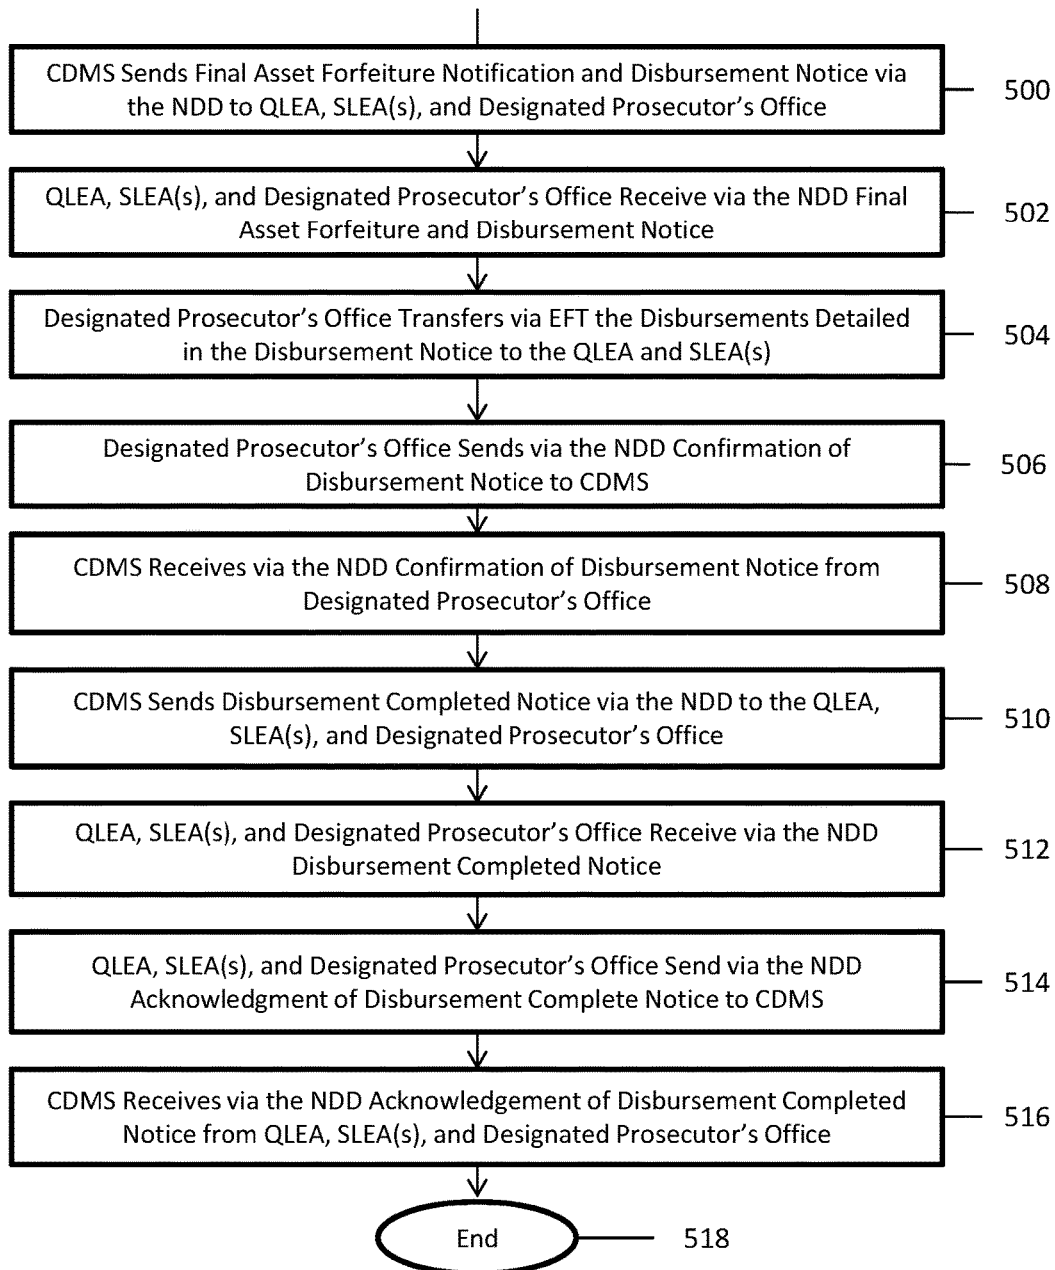 CDMS Sends Final Asset Forfeiture Notification and Disbursement Notice via
the NDD to QLEA, SLEA(s), and Designated Prosecutor's Office
500
QLEA, SLEA(s), and Designated Prosecutor's Office Receive via the NDD Final
Asset Forfeiture and Disbursement Notice
502
Designated Prosecutor's Office Transfers via EFT the Disbursements Detailed
in the Disbursement Notice to the QLEA and SLEA(s)
504
Designated Prosecutor's Office Sends via the NDD Confirmation of
Disbursement Notice to CDMS
506
CDMS Receives via the NDD Confirmation of Disbursement Notice from
Designated Prosecutor's Office
508
CDMS Sends Disbursement Completed Notice via the NDD to the QLEA,
SLEA(s), and Designated Prosecutor's Office
510
QLEA, SLEA(s), and Designated Prosecutor's Office Receive via the NDD
Disbursement Completed Notice
512
QLEA, SLEA(s), and Designated Prosecutor's Office Send via the NDD
Acknowledgment of Disbursement Complete Notice to CDMS
514
CDMS Receives via the NDD Acknowledgement of Disbursement Completed
Notice from QLEA, SLEA(s), and Designated Prosecutor's Office
516
End
518